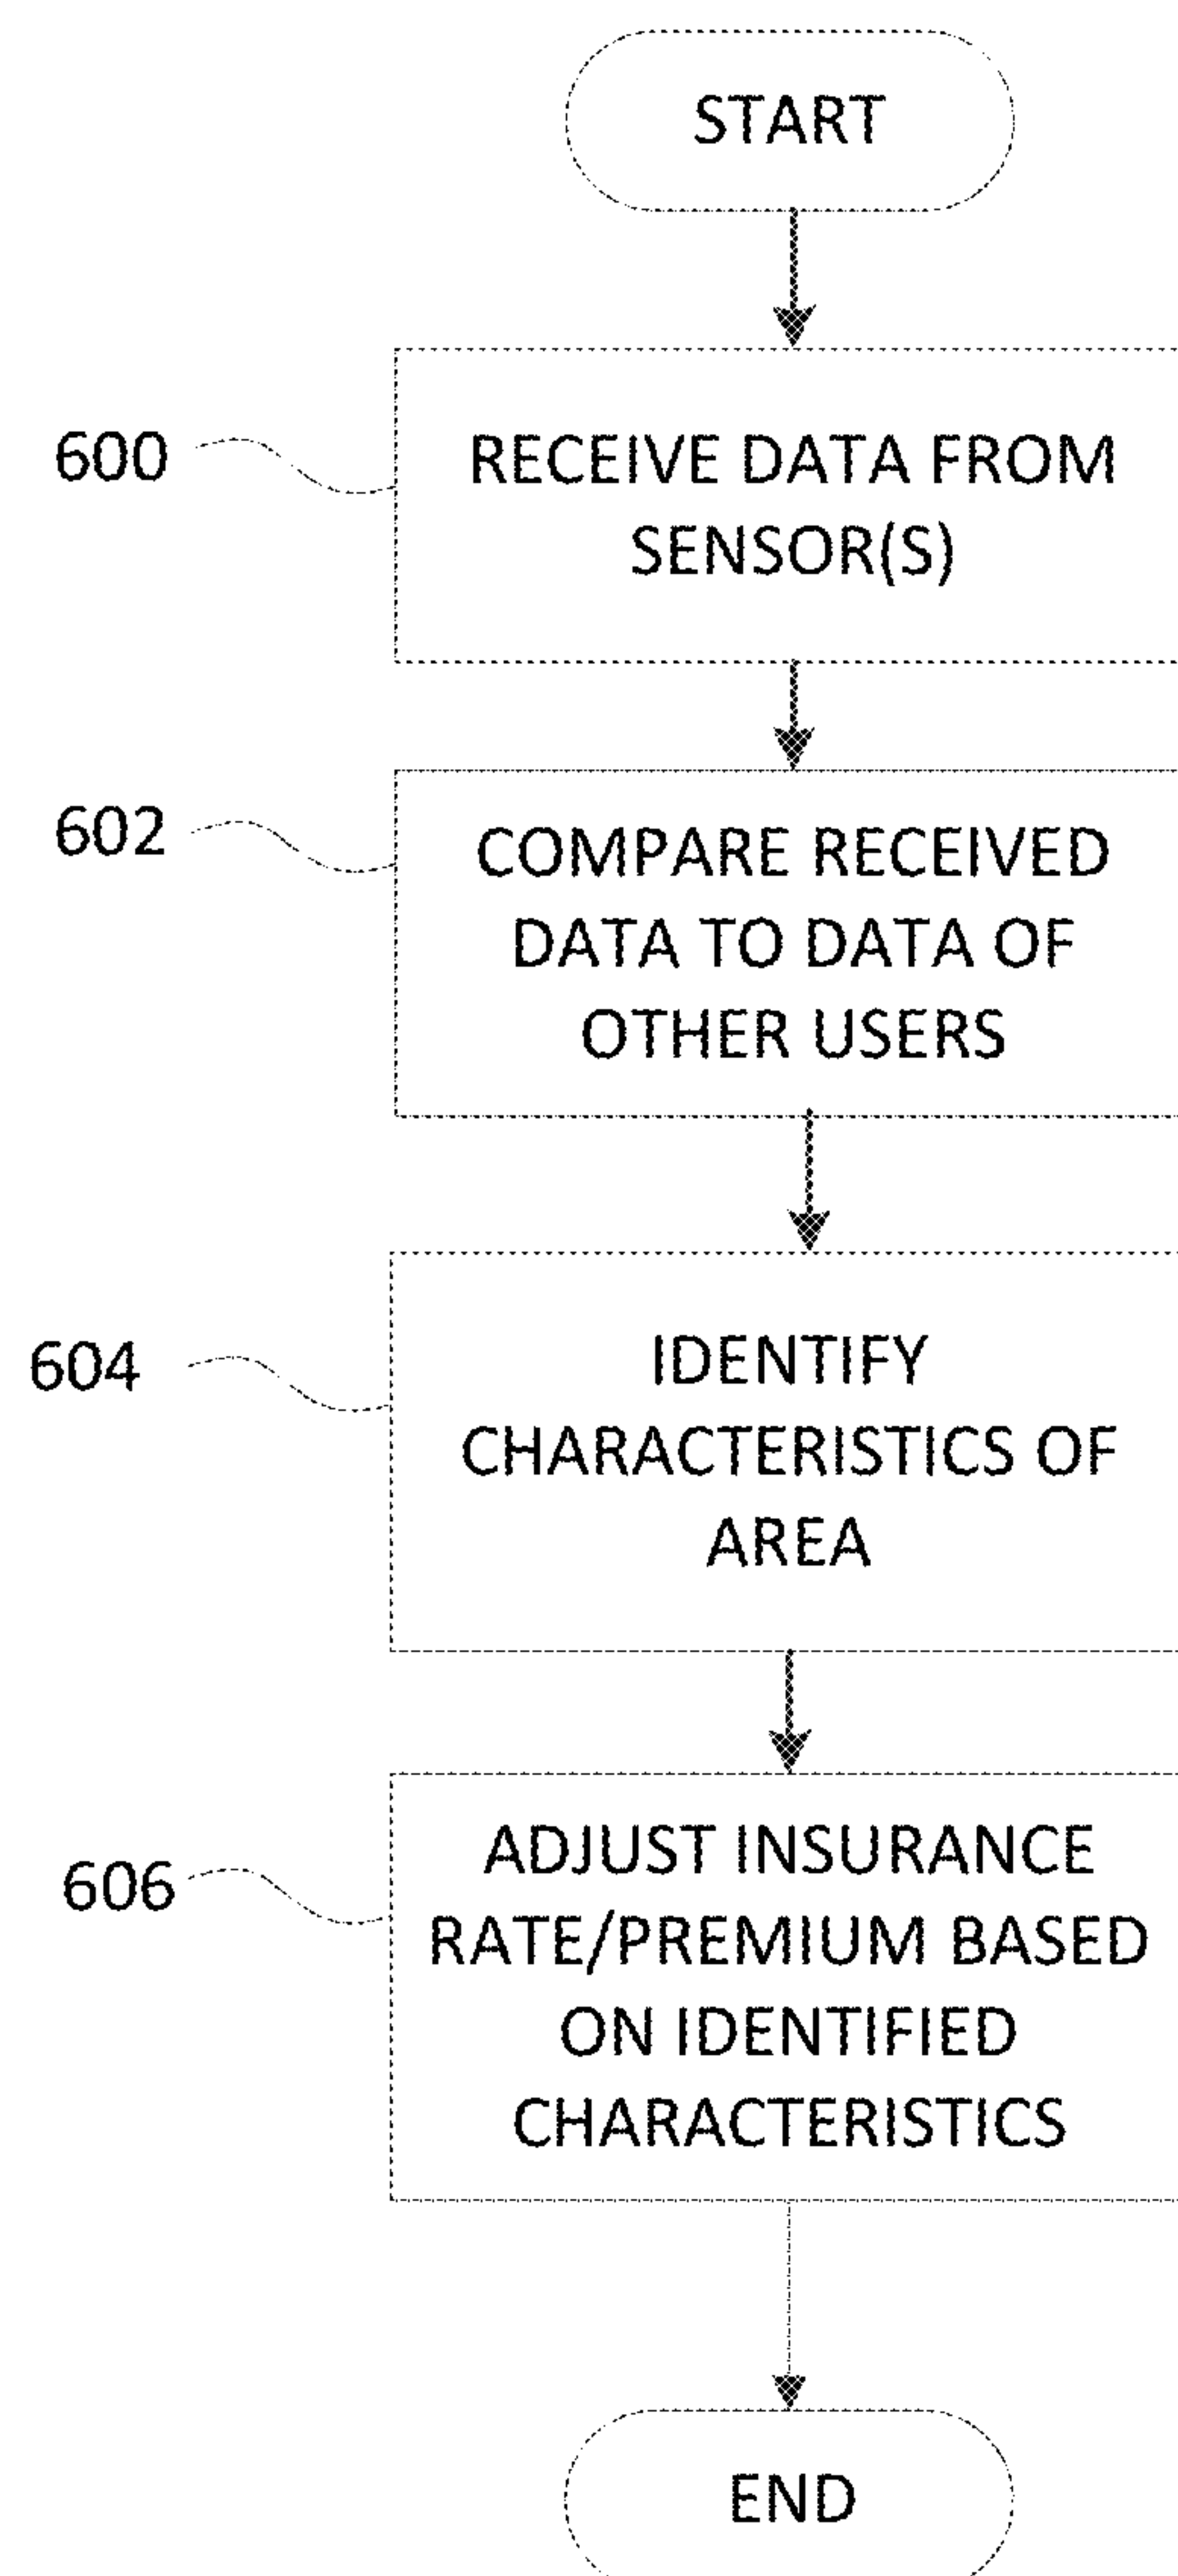 START
600
RECEIVE DATA FROM
SENSOR(S)
602
COMPARE RECEIVED
DATA TO DATA OF
OTHER USERS
604
IDENTIFY
CHARACTERISTICS OF
AREA
606
ADJUST INSURANCE
RATE/PREMIUM BASED
ON IDENTIFIED
CHARACTERISTICS
END